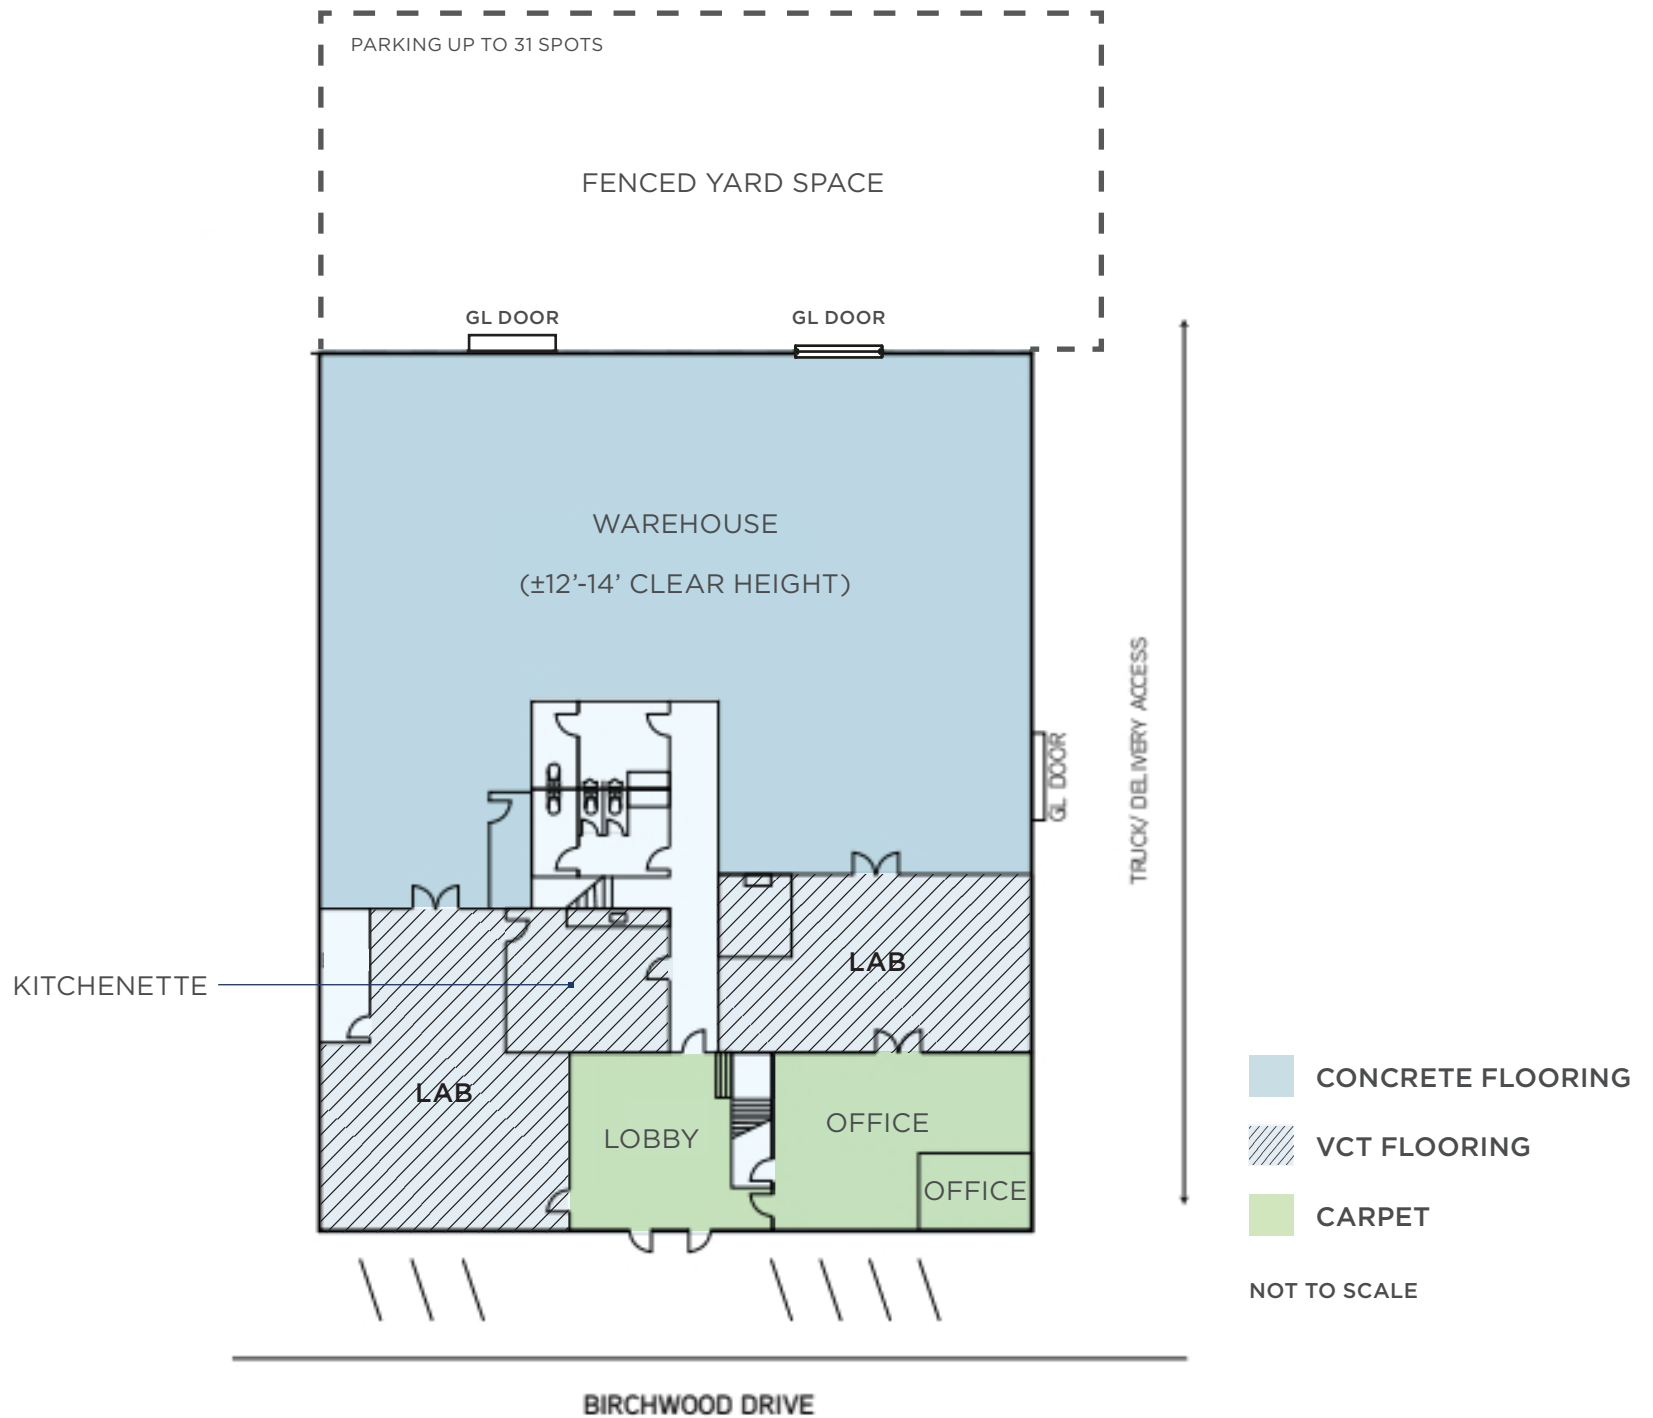 PARKING UP TO 31 SPOTS
FENCED YARD SPACE
GL DOOR
GL DOOR
WAREHOUSE
(±12’-14’ CLEAR HEIGHT)
TRUCK/ DELIVERY ACCESS
GL DOOR
LAB
KITCHENETTE
LAB
LOBBY
OFFICE
OFFICE
CONCRETE FLOORING
VCT FLOORING
CARPET
NOT TO SCALE
BIRCHWOOD DRIVE